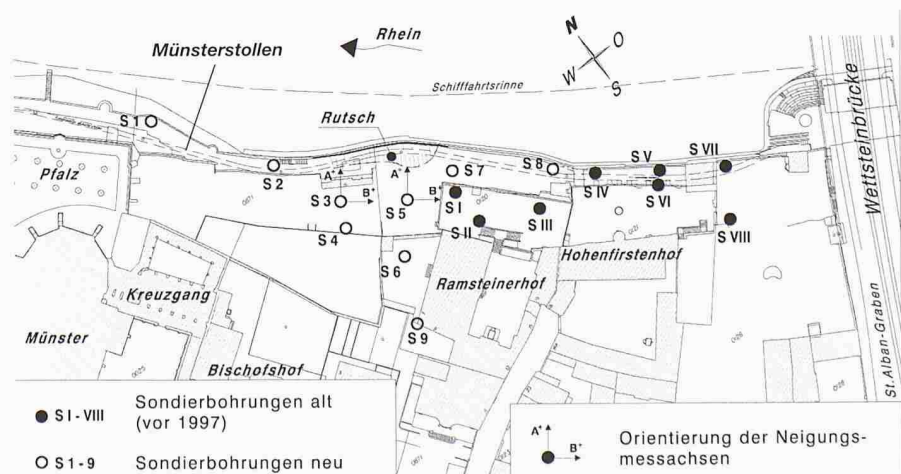 Rhein
N
O
W
S
Münsterstollen
Schifffahrtsrinne
Rutsch
S 1
S 2
S 7
S 8
S V
S VII
Pfalz
A⁺
A⁺
B⁺
B⁺
S 3
S 5
S I
S IV
S VI
S 4
S II
S III
S VIII
S 6
Hohenfirstenhof
Ramsteinerhof
Kreuzgang
S 9
Münster
Bischofshof
Wettsteinbrücke
St. Alban-Graben
S I - VIII Sondierbohrungen alt
(vor 1997)
S 1 - 9 Sondierbohrungen neu
A⁺
B⁺
Orientierung der Neigungs-
messachsen